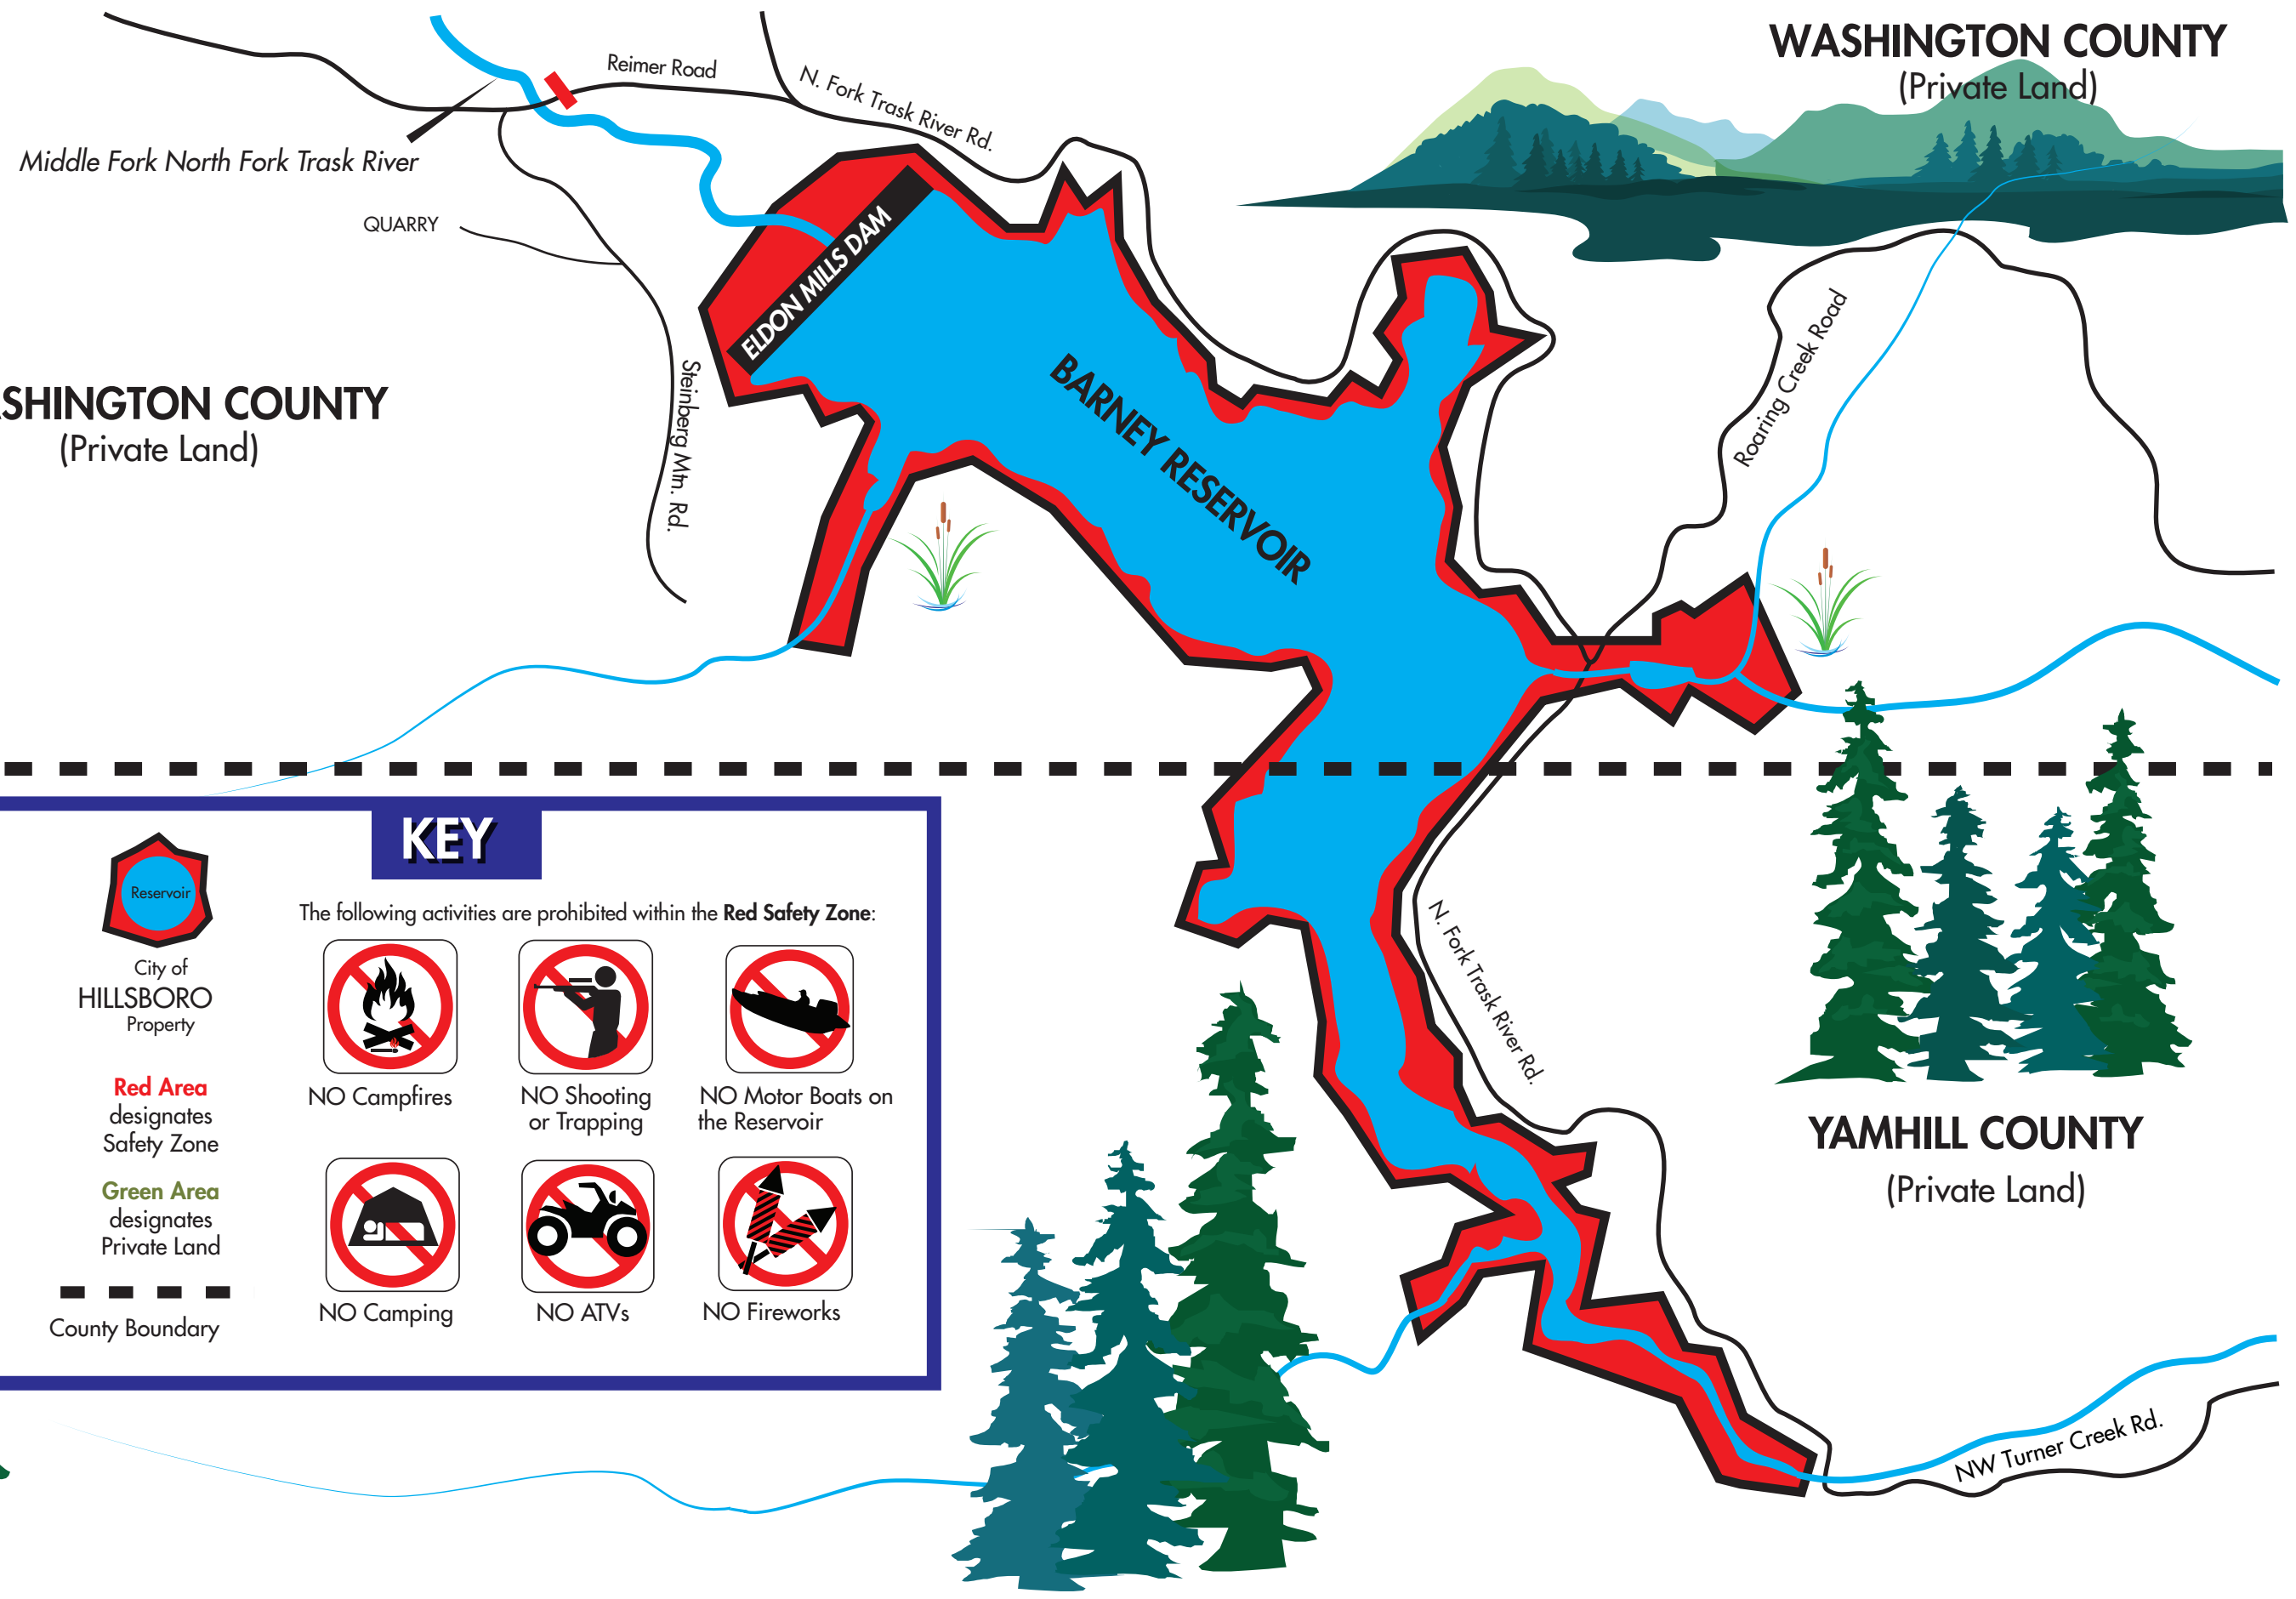 WASHINGTON COUNTY
(Private Land)
Reimer Road
N. Fork Trask River Rd.
Middle Fork North Fork Trask River
QUARRY
ELDON MILLS DAM
Steinberg Mtn. Rd.
BARNEY RESERVOIR
Roaring Creek Road
SHINGTON COUNTY
(Private Land)
KEY
Reservoir
City of
HILLSBORO
Property
Red Area
designates
Safety Zone
Green Area
designates
Private Land
County Boundary
The following activities are prohibited within the Red Safety Zone:
NO Campfires
NO Shooting
or Trapping
NO Motor Boats on
the Reservoir
NO Camping
NO ATVs
NO Fireworks
N. Fork Trask River Rd.
YAMHILL COUNTY
(Private Land)
NW Turner Creek Rd.